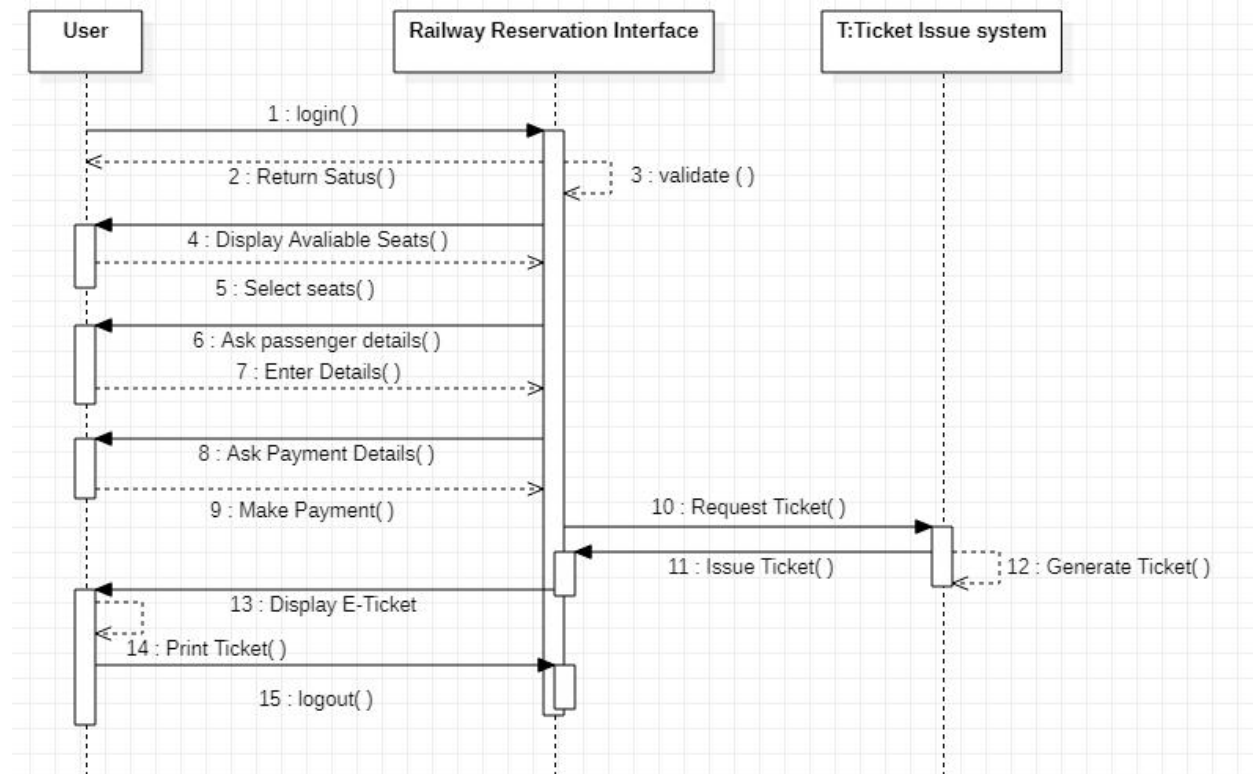 User
Railway Reservation Interface
T:Ticket Issue system
1 : login( )
2 : Return Satus( )
3 : validate ( )
4 : Display Avaliable Seats( )
5 : Select seats( )
6 : Ask passenger details( )
7 : Enter Details( )
8 : Ask Payment Details( )
9 : Make Payment( )
10 : Request Ticket( )
11 : Issue Ticket( )
12 : Generate Ticket( )
13 : Display E-Ticket
14 : Print Ticket( )
15 : logout( )